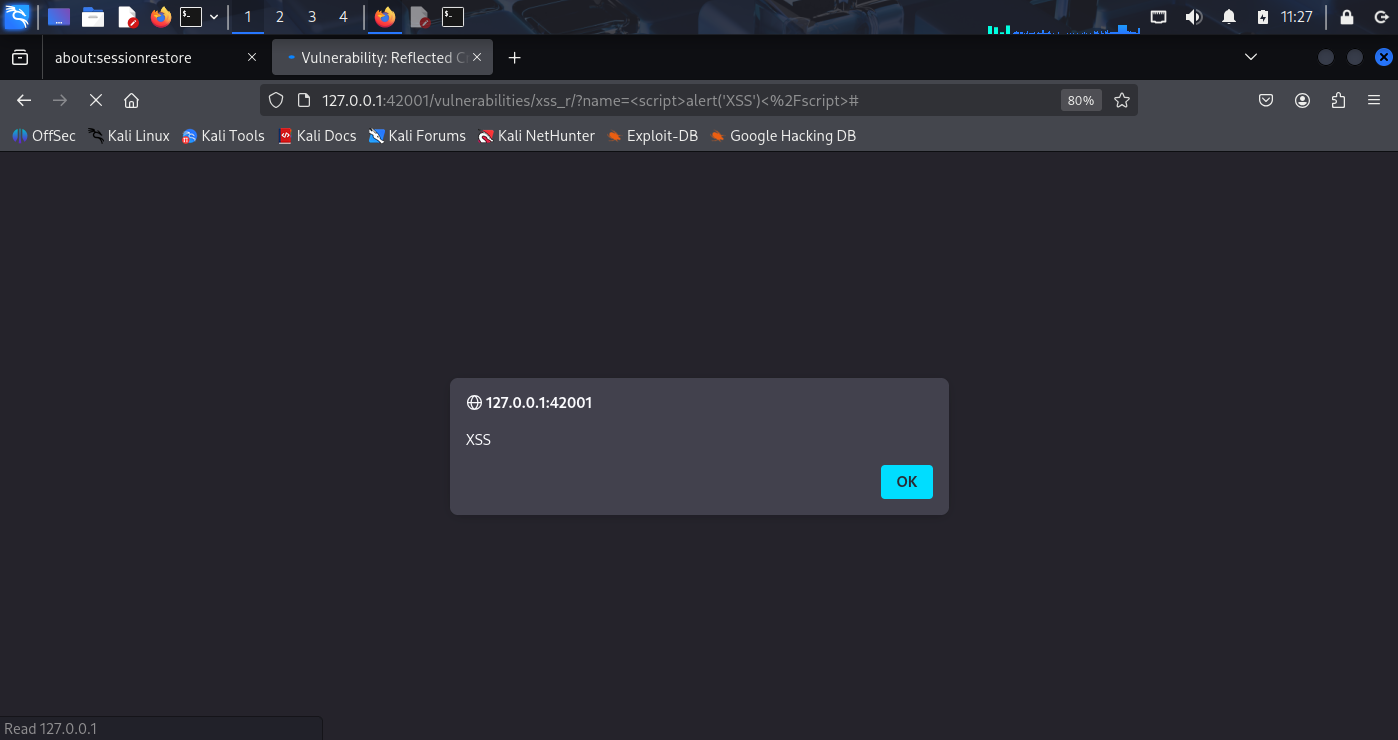 1 2 3 4 11:27
about:sessionrestore Vulnerability: Reflected C
127.0.0.1:42001/vulnerabilities/xss_r/?name=<script>alert('XSS')<%2Fscript># 80%
OffSec Kali Linux Kali Tools Kali Docs Kali Forums Kali NetHunter Exploit-DB Google Hacking DB
127.0.0.1:42001
XSS
OK
Read 127.0.0.1